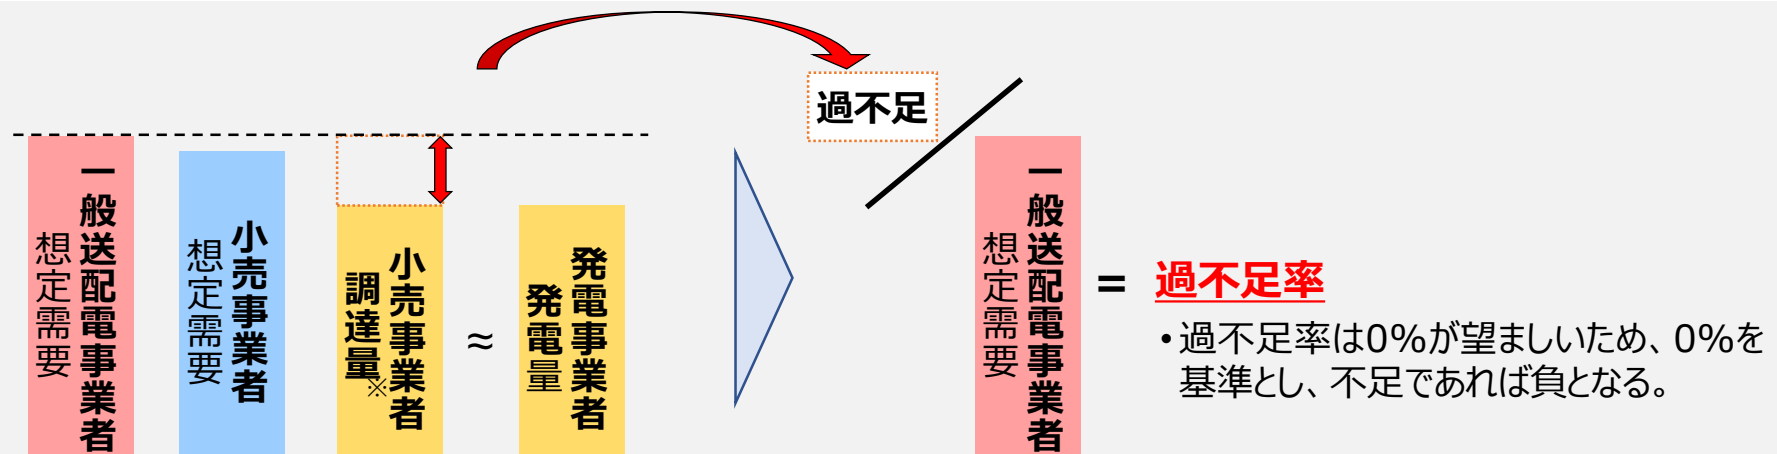 一般送配電事業者
想定需要
小売事業者
想定需要
小売事業者
調達量※
≈
発電事業者
発電量
過不足
一般送配電事業者
想定需要
=
過不足率
•過不足率は0%が望ましいため、0%を
基準とし、不足であれば負となる。